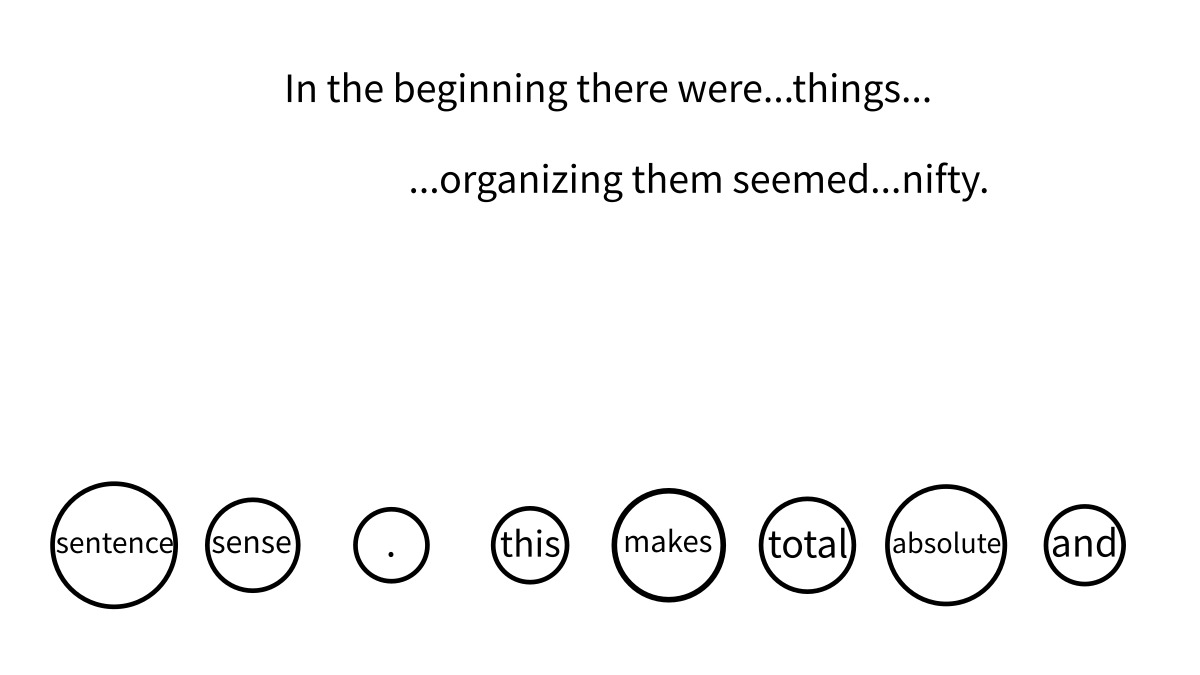 In the beginning there were...things...
...organizing them seemed...nifty.
sentence sense . this makes total absolute and